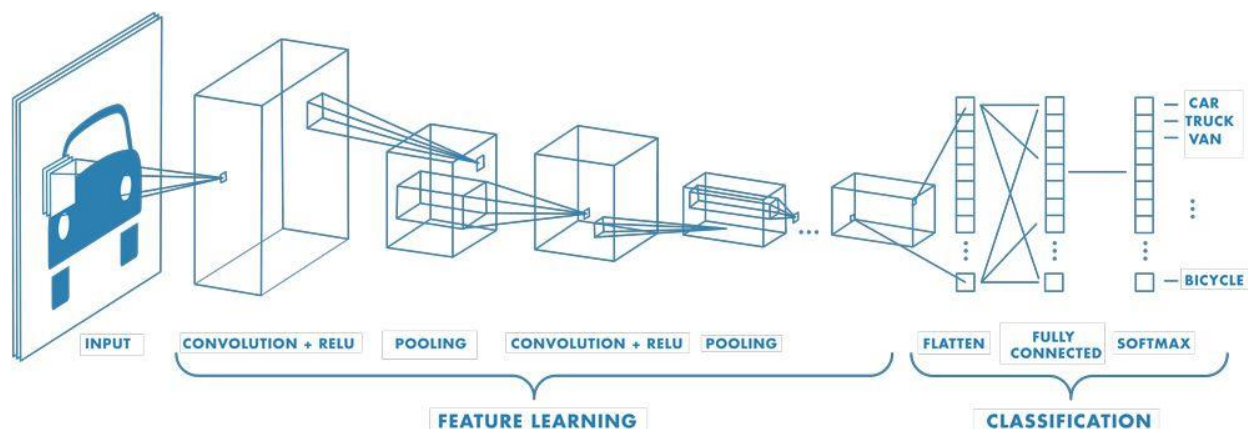 CAR
TRUCK
VAN
BICYCLE
INPUT
CONVOLUTION + RELU
POOLING
CONVOLUTION + RELU
POOLING
FLATTEN
FULLY
CONNECTED
SOFTMAX
FEATURE LEARNING
CLASSIFICATION